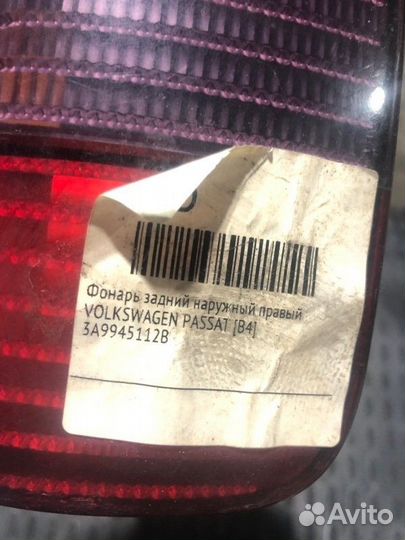 Фонарь задний наружный правый
VOLKSWAGEN PASSAT [B4]
3A9945112B
Avito